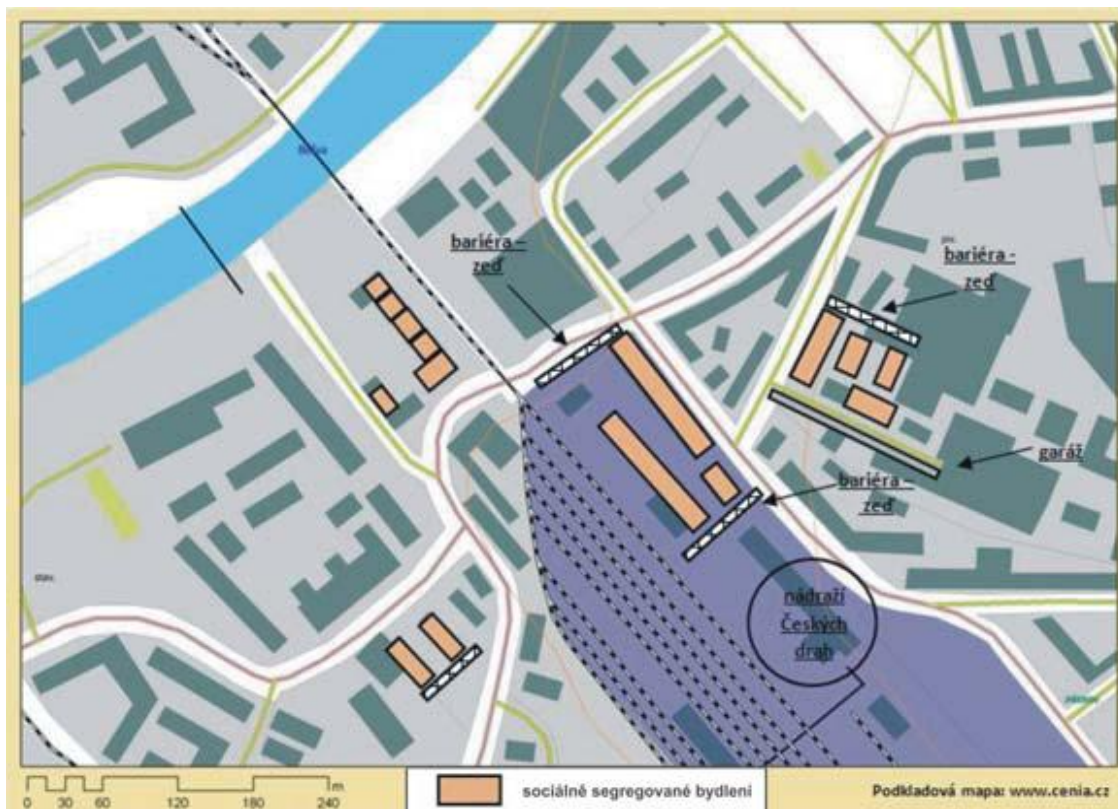 bariéra –
zeď
bariéra -
zeď
garáž
bariéra –
zeď
nádraží
Českých
drah
m
0 30 60 120 180 240
sociálně segregované bydlení
Podkladová mapa: www.cenia.cz